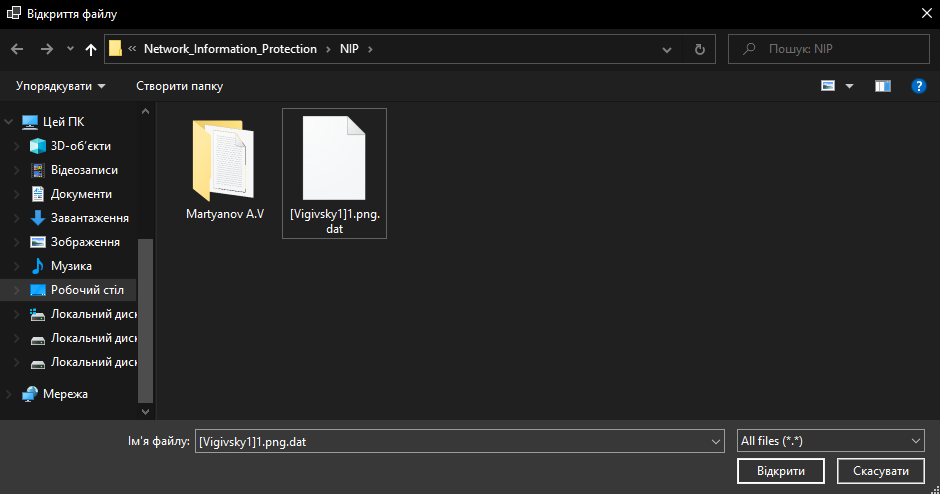 Відкриття файлу
Network_Information_Protection > NIP >
Пошук: NIP
Упорядкувати
Створити папку
Цей ПК
3D-об'єкти
Відеозаписи
Документи
Завантаження
Зображення
Музика
Робочий стіл
Локальний диск
Локальний диск
Локальний диск
Мережа
Martyanov A.V
[Vigivsky1]1.png.
dat
Ім'я файлу:
[Vigivsky1]1.png.dat
All files (*.*)
Відкрити
Скасувати